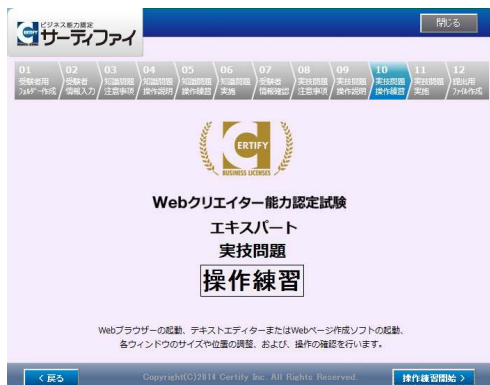 ビジネス能力認定
サーティファイ
閉じる
01
受験者用
フォルダー作成
02
受験者
情報入力
03
知識問題
注意事項
04
知識問題
操作説明
05
知識問題
操作練習
06
知識問題
実施
07
受験者
情報確認
08
実技問題
注意事項
09
実技問題
操作説明
10
実技問題
操作練習
11
実技問題
実施
12
提出用
ファイル作成
CERTIFY
BUSINESS LICENSES
Webクリエイター能力認定試験
エキスパート
実技問題
操作練習
Webブラウザーの起動、テキストエディターまたはWebページ作成ソフトの起動、
各ウィンドウのサイズや位置の調整、および、操作の確認を行います。
< 戻る
Copyright(C)2014 Certify Inc. All Rights Reserved.
操作練習開始 >